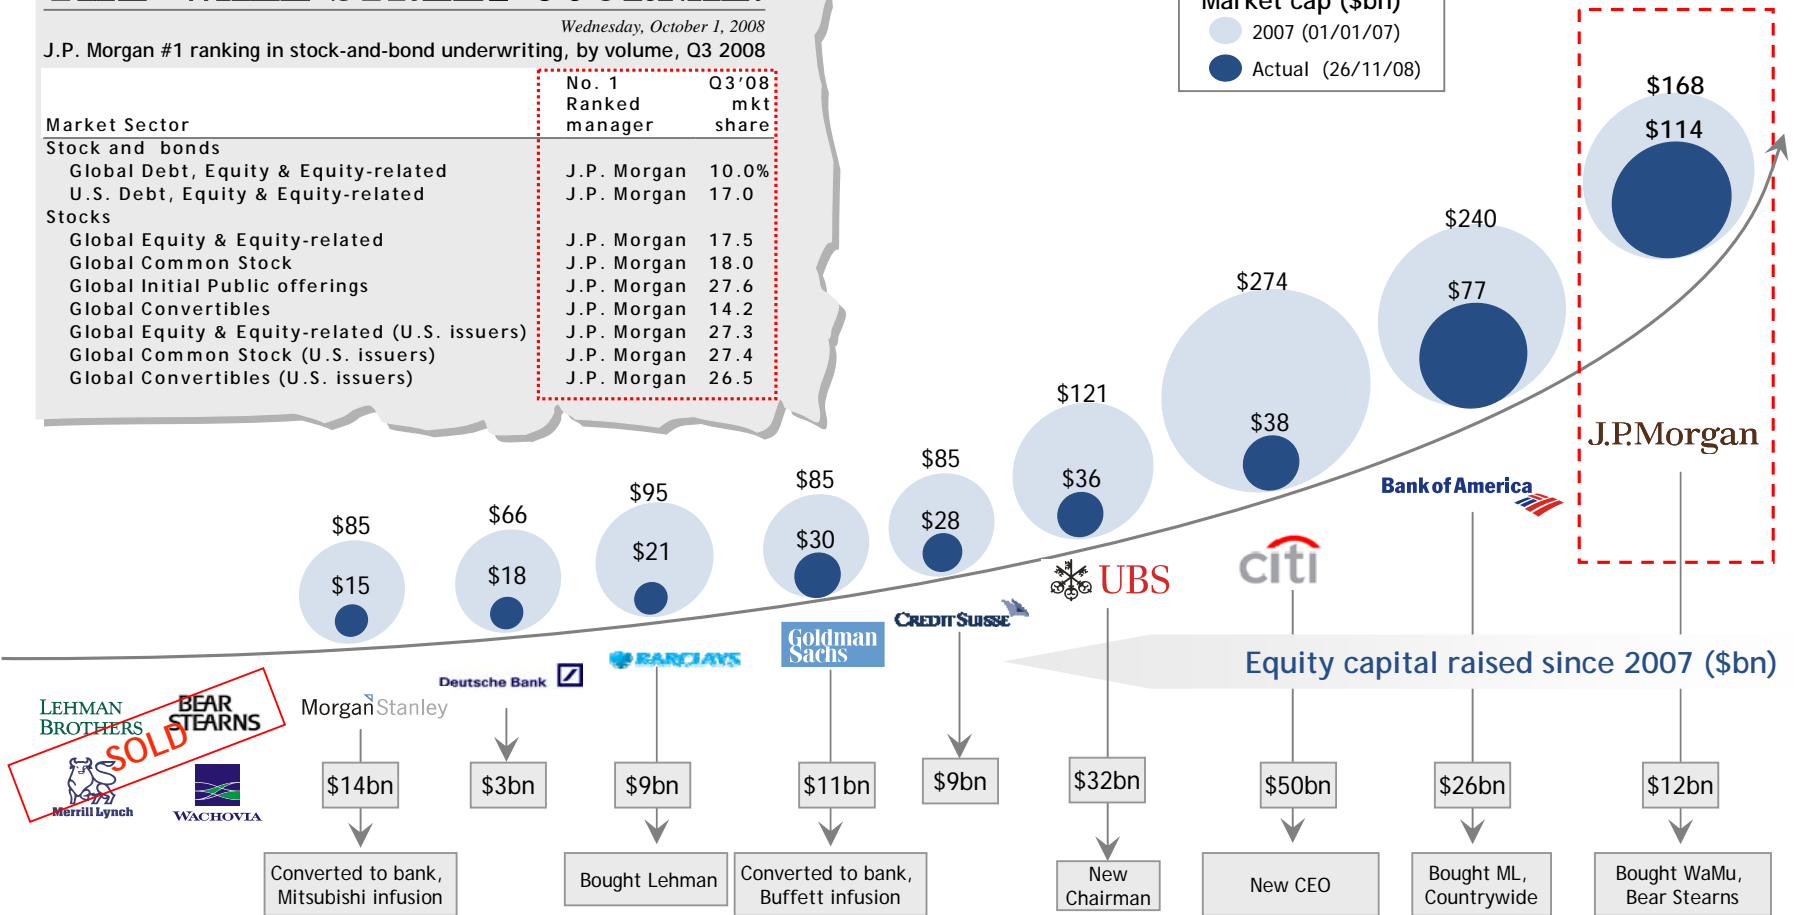 Wednesday, October 1, 2008
J.P. Morgan #1 ranking in stock-and-bond underwriting, by volume, Q3 2008
No. 1 Q3'08
Ranked mkt
Market Sector manager share
Stock and bonds
Global Debt, Equity & Equity-related J.P. Morgan 10.0%
U.S. Debt, Equity & Equity-related J.P. Morgan 17.0
Stocks
Global Equity & Equity-related J.P. Morgan 17.5
Global Common Stock J.P. Morgan 18.0
Global Initial Public offerings J.P. Morgan 27.6
Global Convertibles J.P. Morgan 14.2
Global Equity & Equity-related (U.S. issuers) J.P. Morgan 27.3
Global Common Stock (U.S. issuers) J.P. Morgan 27.4
Global Convertibles (U.S. issuers) J.P. Morgan 26.5
Market cap ($bn)
2007 (01/01/07)
Actual (26/11/08)
$168
$114
$240
$77
$274
$38
$121
$36
$85
$28
$85
$30
$95
$21
$66
$18
$85
$15
J.P.Morgan
Bank of America
citi
UBS
CREDIT SUISSE
Goldman
Sachs
BARCLAYS
Deutsche Bank
Morgan Stanley
LEHMAN
BROTHERS
BEAR
STEARNS
SOLD
Merrill Lynch
WACHOVIA
Equity capital raised since 2007 ($bn)
$14bn
$3bn
$9bn
$11bn
$9bn
$32bn
$50bn
$26bn
$12bn
Converted to bank,
Mitsubishi infusion
Bought Lehman
Converted to bank,
Buffett infusion
New
Chairman
New CEO
Bought ML,
Countrywide
Bought WaMu,
Bear Stearns